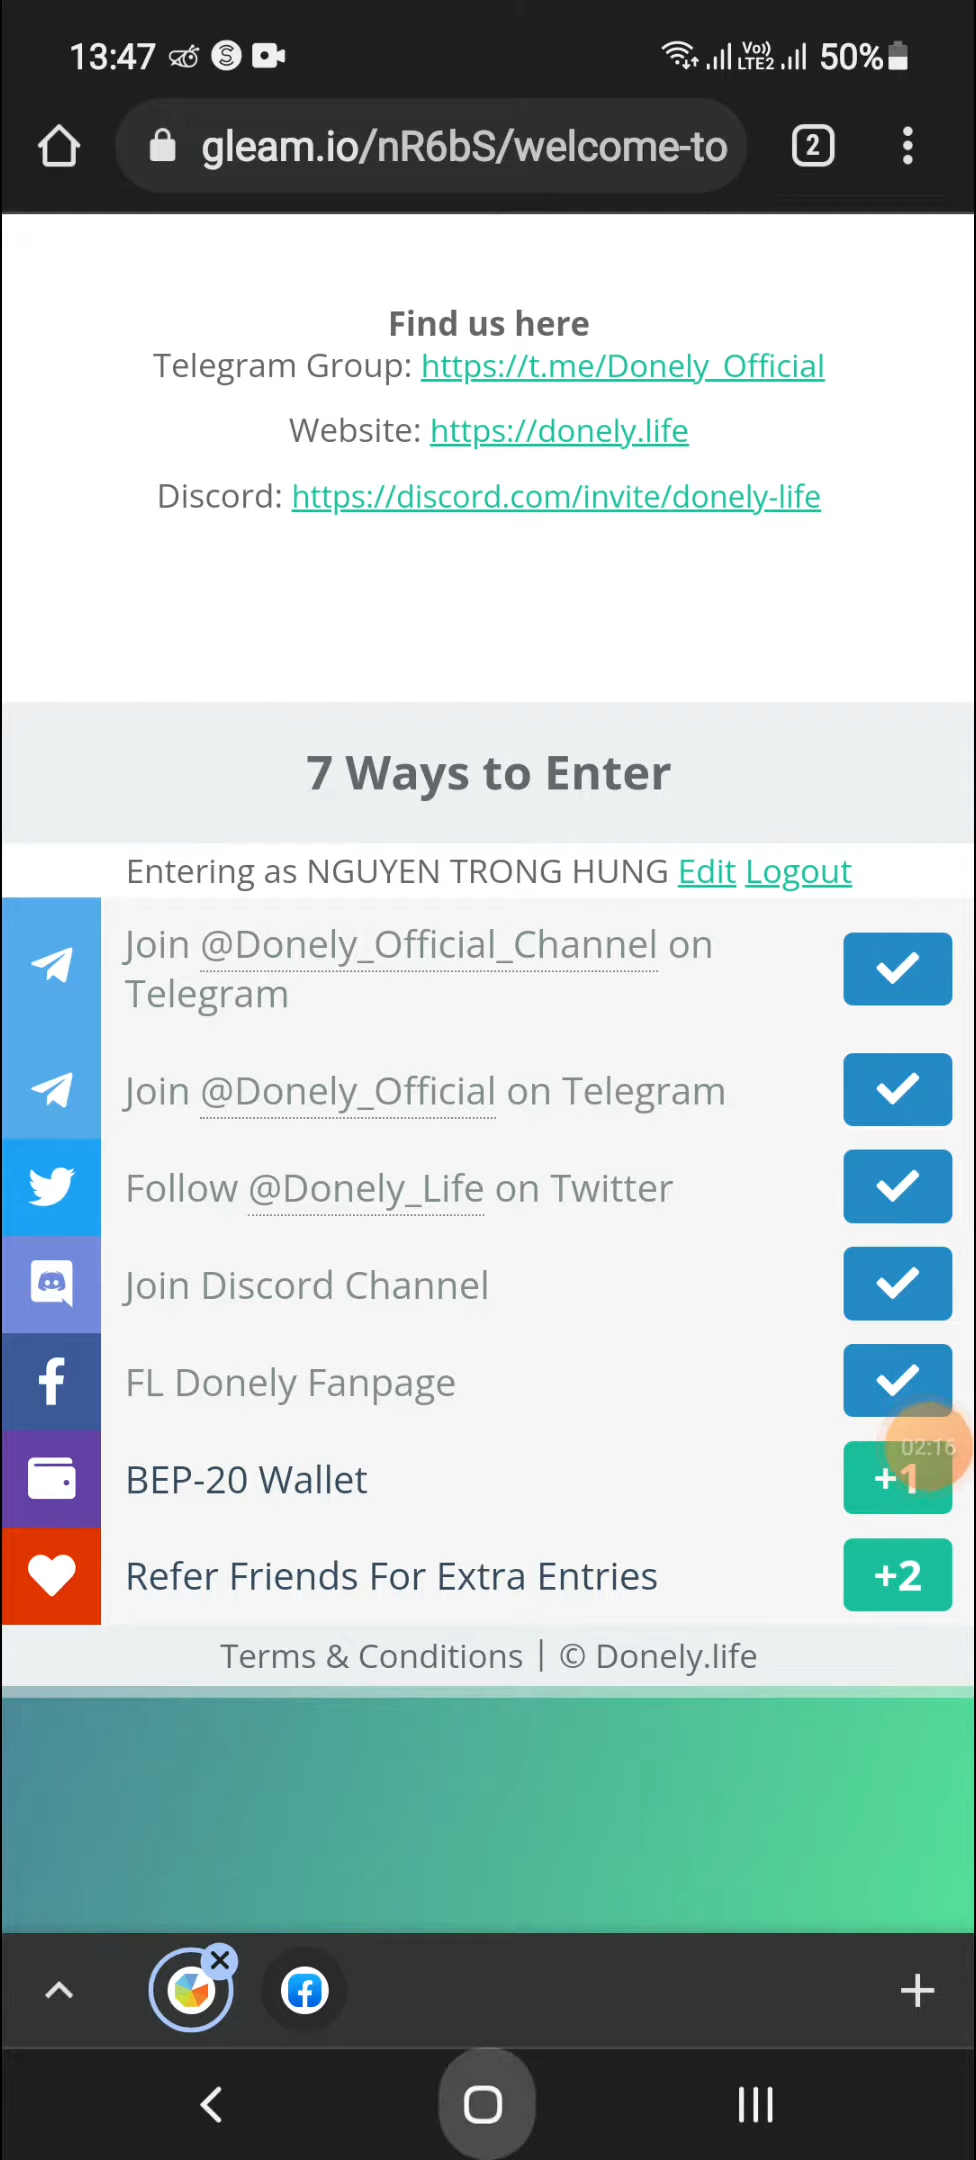 13:47
Vo)) LTE2 50%
gleam.io/nR6bS/welcome-to
2
Find us here
Telegram Group: https://t.me/Donely_Official
Website: https://donely.life
Discord: https://discord.com/invite/donely-life
7 Ways to Enter
Entering as NGUYEN TRONG HUNG Edit Logout
Join @Donely_Official_Channel on
Telegram
Join @Donely_Official on Telegram
Follow @Donely_Life on Twitter
Join Discord Channel
FL Donely Fanpage
02:16
BEP-20 Wallet +1
Refer Friends For Extra Entries +2
Terms & Conditions | © Donely.life